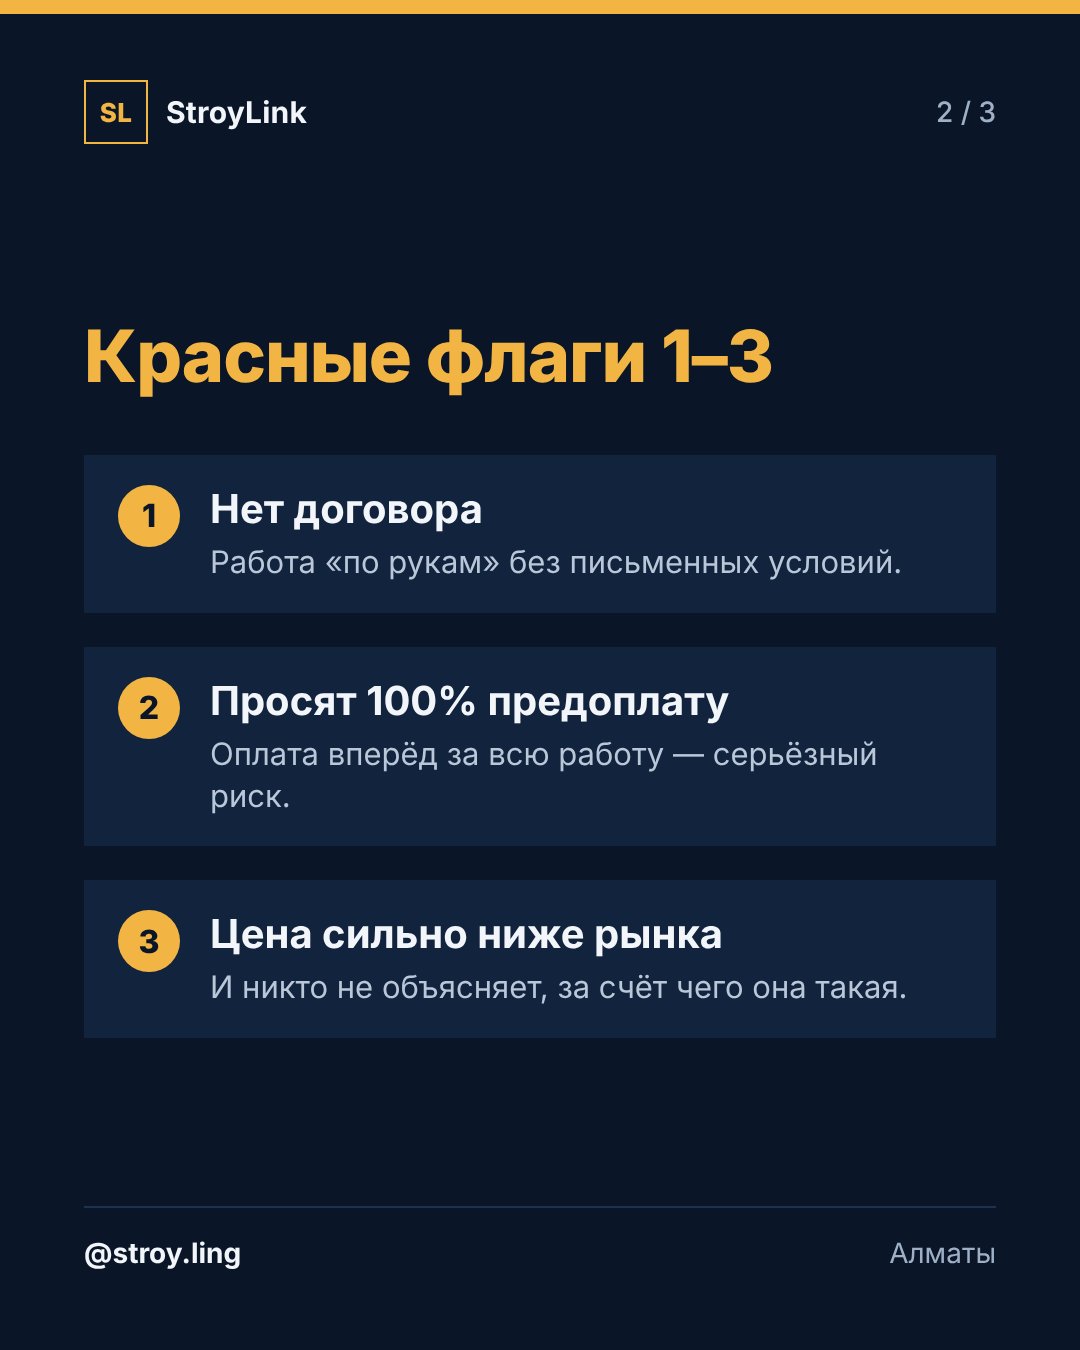 SL
StroyLink
2 / 3
Красные флаги 1–3
1
Нет договора
Работа «по рукам» без письменных условий.
2
Просят 100% предоплату
Оплата вперёд за всю работу — серьёзный
риск.
3
Цена сильно ниже рынка
И никто не объясняет, за счёт чего она такая.
@stroy.ling
Алматы